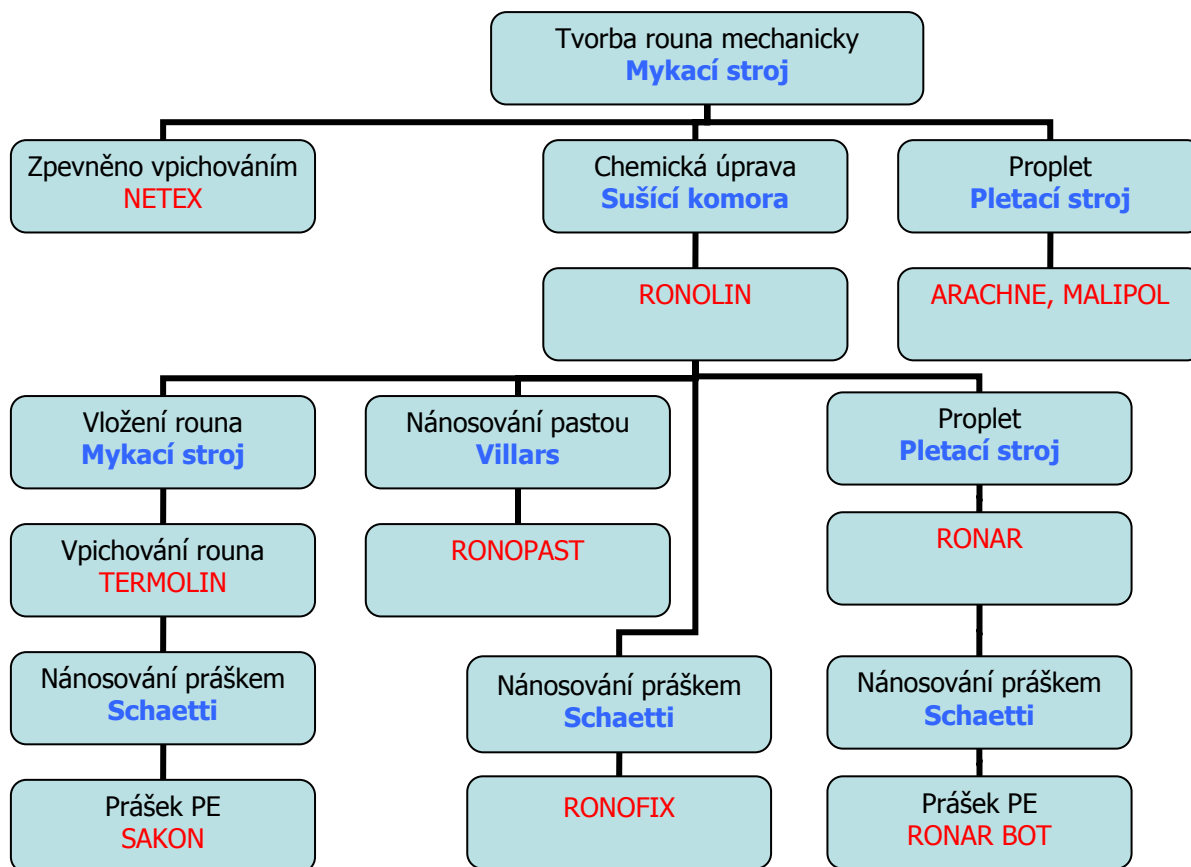 Tvorba rouna mechanicky
Mykací stroj
Zpevněno vpichováním
NETEX
Chemická úprava
Sušící komora
Proplet
Pletací stroj
RONOLIN
ARACHNE, MALIPOL
Vložení rouna
Mykací stroj
Nánosování pastou
Villars
Proplet
Pletací stroj
Vpichování rouna
TERMOLIN
RONOPAST
RONAR
Nánosování práškem
Schaetti
Nánosování práškem
Schaetti
Nánosování práškem
Schaetti
Prášek PE
SAKON
RONOFIX
Prášek PE
RONAR BOT